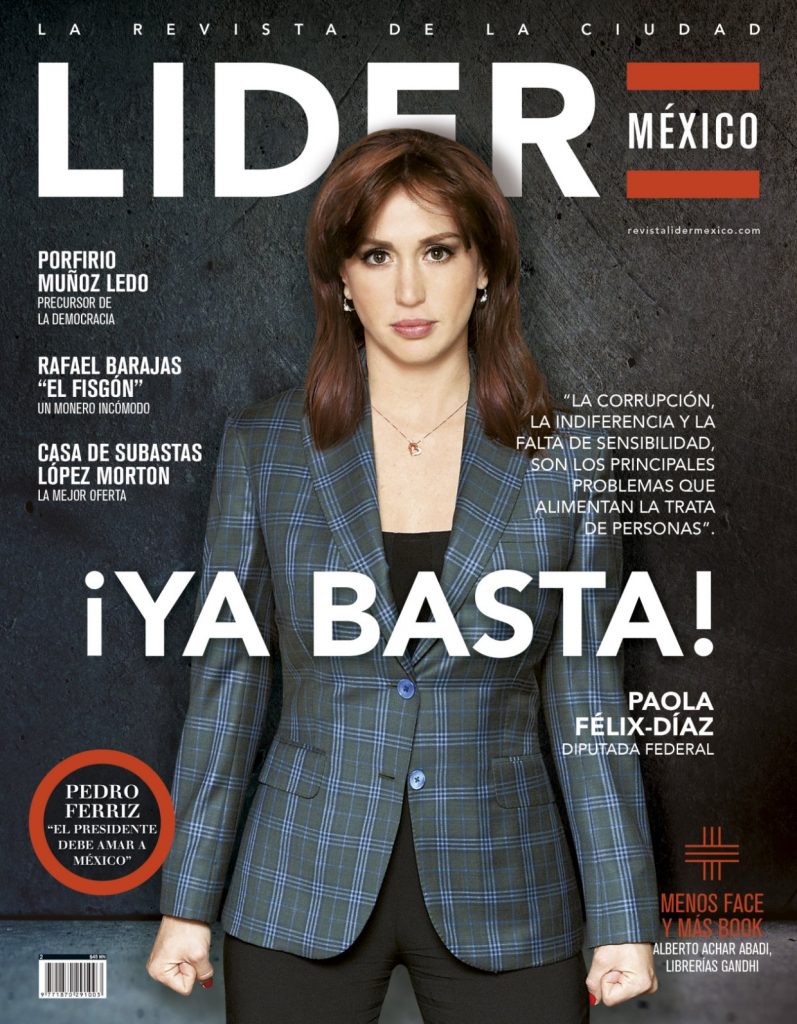 LA REVISTA DE LA CIUDAD
LIDER
MÉXICO
revistalidermexico.com
PORFIRIO
MUÑOZ LEDO
PRECURSOR DE
LA DEMOCRACIA
RAFAEL BARAJAS
“EL FISGÓN”
UN MONERO INCÓMODO
CASA DE SUBASTAS
LÓPEZ MORTON
LA MEJOR OFERTA
“LA CORRUPCIÓN,
LA INDIFERENCIA Y LA
FALTA DE SENSIBILIDAD,
SON LOS PRINCIPALES
PROBLEMAS QUE
ALIMENTAN LA TRATA
DE PERSONAS”.
¡YA BASTA!
PAOLA
FÉLIX-DÍAZ
DIPUTADA FEDERAL
PEDRO
FERRIZ
“EL PRESIDENTE
DEBE AMAR A
MÉXICO”
MENOS FACE
Y MÁS BOOK
ALBERTO ACHAR ABADI,
LIBRERÍAS GANDHI
9 771870 291003